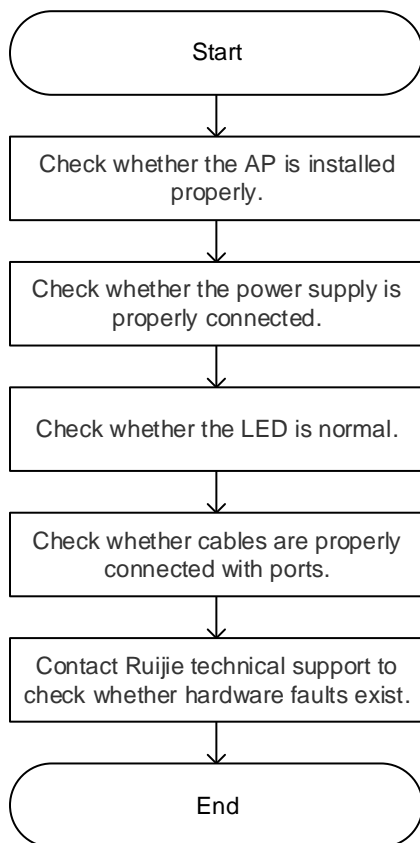 Start
Check whether the AP is installed
properly.
Check whether the power supply is
properly connected.
Check whether the LED is normal.
Check whether cables are properly
connected with ports.
Contact Ruijie technical support to
check whether hardware faults exist.
End